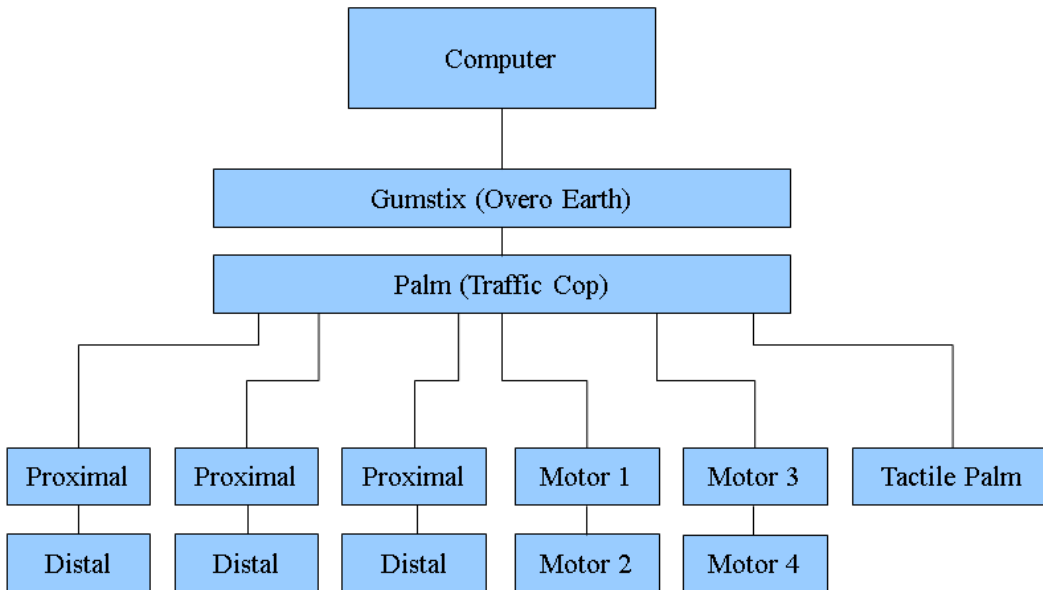 Computer
Gumstix (Overo Earth)
Palm (Traffic Cop)
Proximal
Proximal
Proximal
Motor 1
Motor 3
Tactile Palm
Distal
Distal
Distal
Motor 2
Motor 4